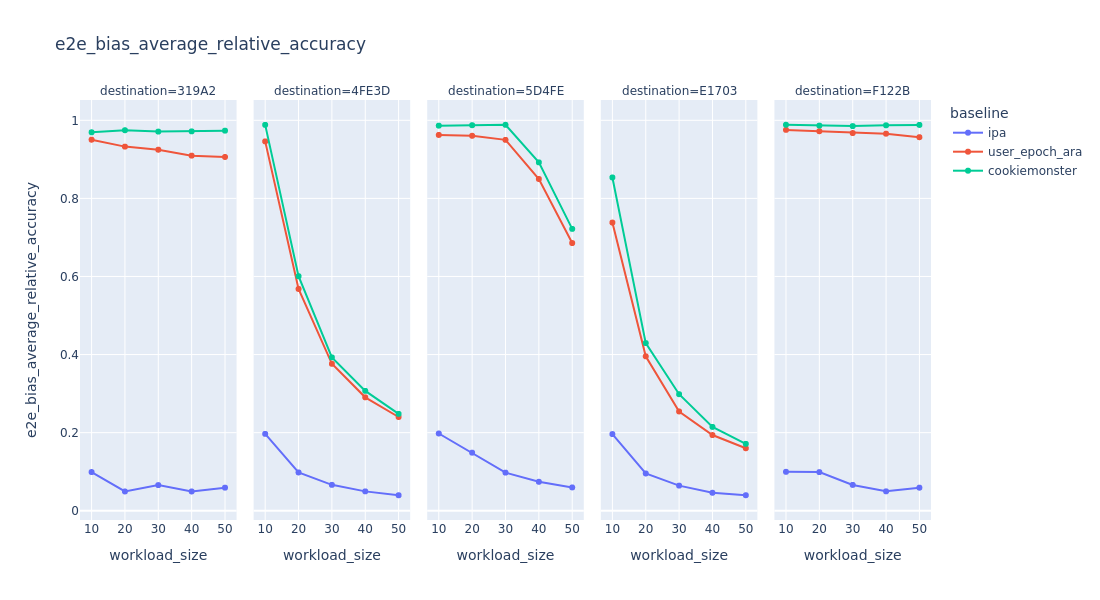 e2e_bias_average_relative_accuracy
destination=319A2
destination=4FE3D
destination=5D4FE
destination=E1703
destination=F122B
baseline
ipa
user_epoch_ara
cookiemonster
e2e_bias_average_relative_accuracy
1
0.8
0.6
0.4
0.2
0
10 20 30 40 50
10 20 30 40 50
10 20 30 40 50
10 20 30 40 50
10 20 30 40 50
workload_size
workload_size
workload_size
workload_size
workload_size